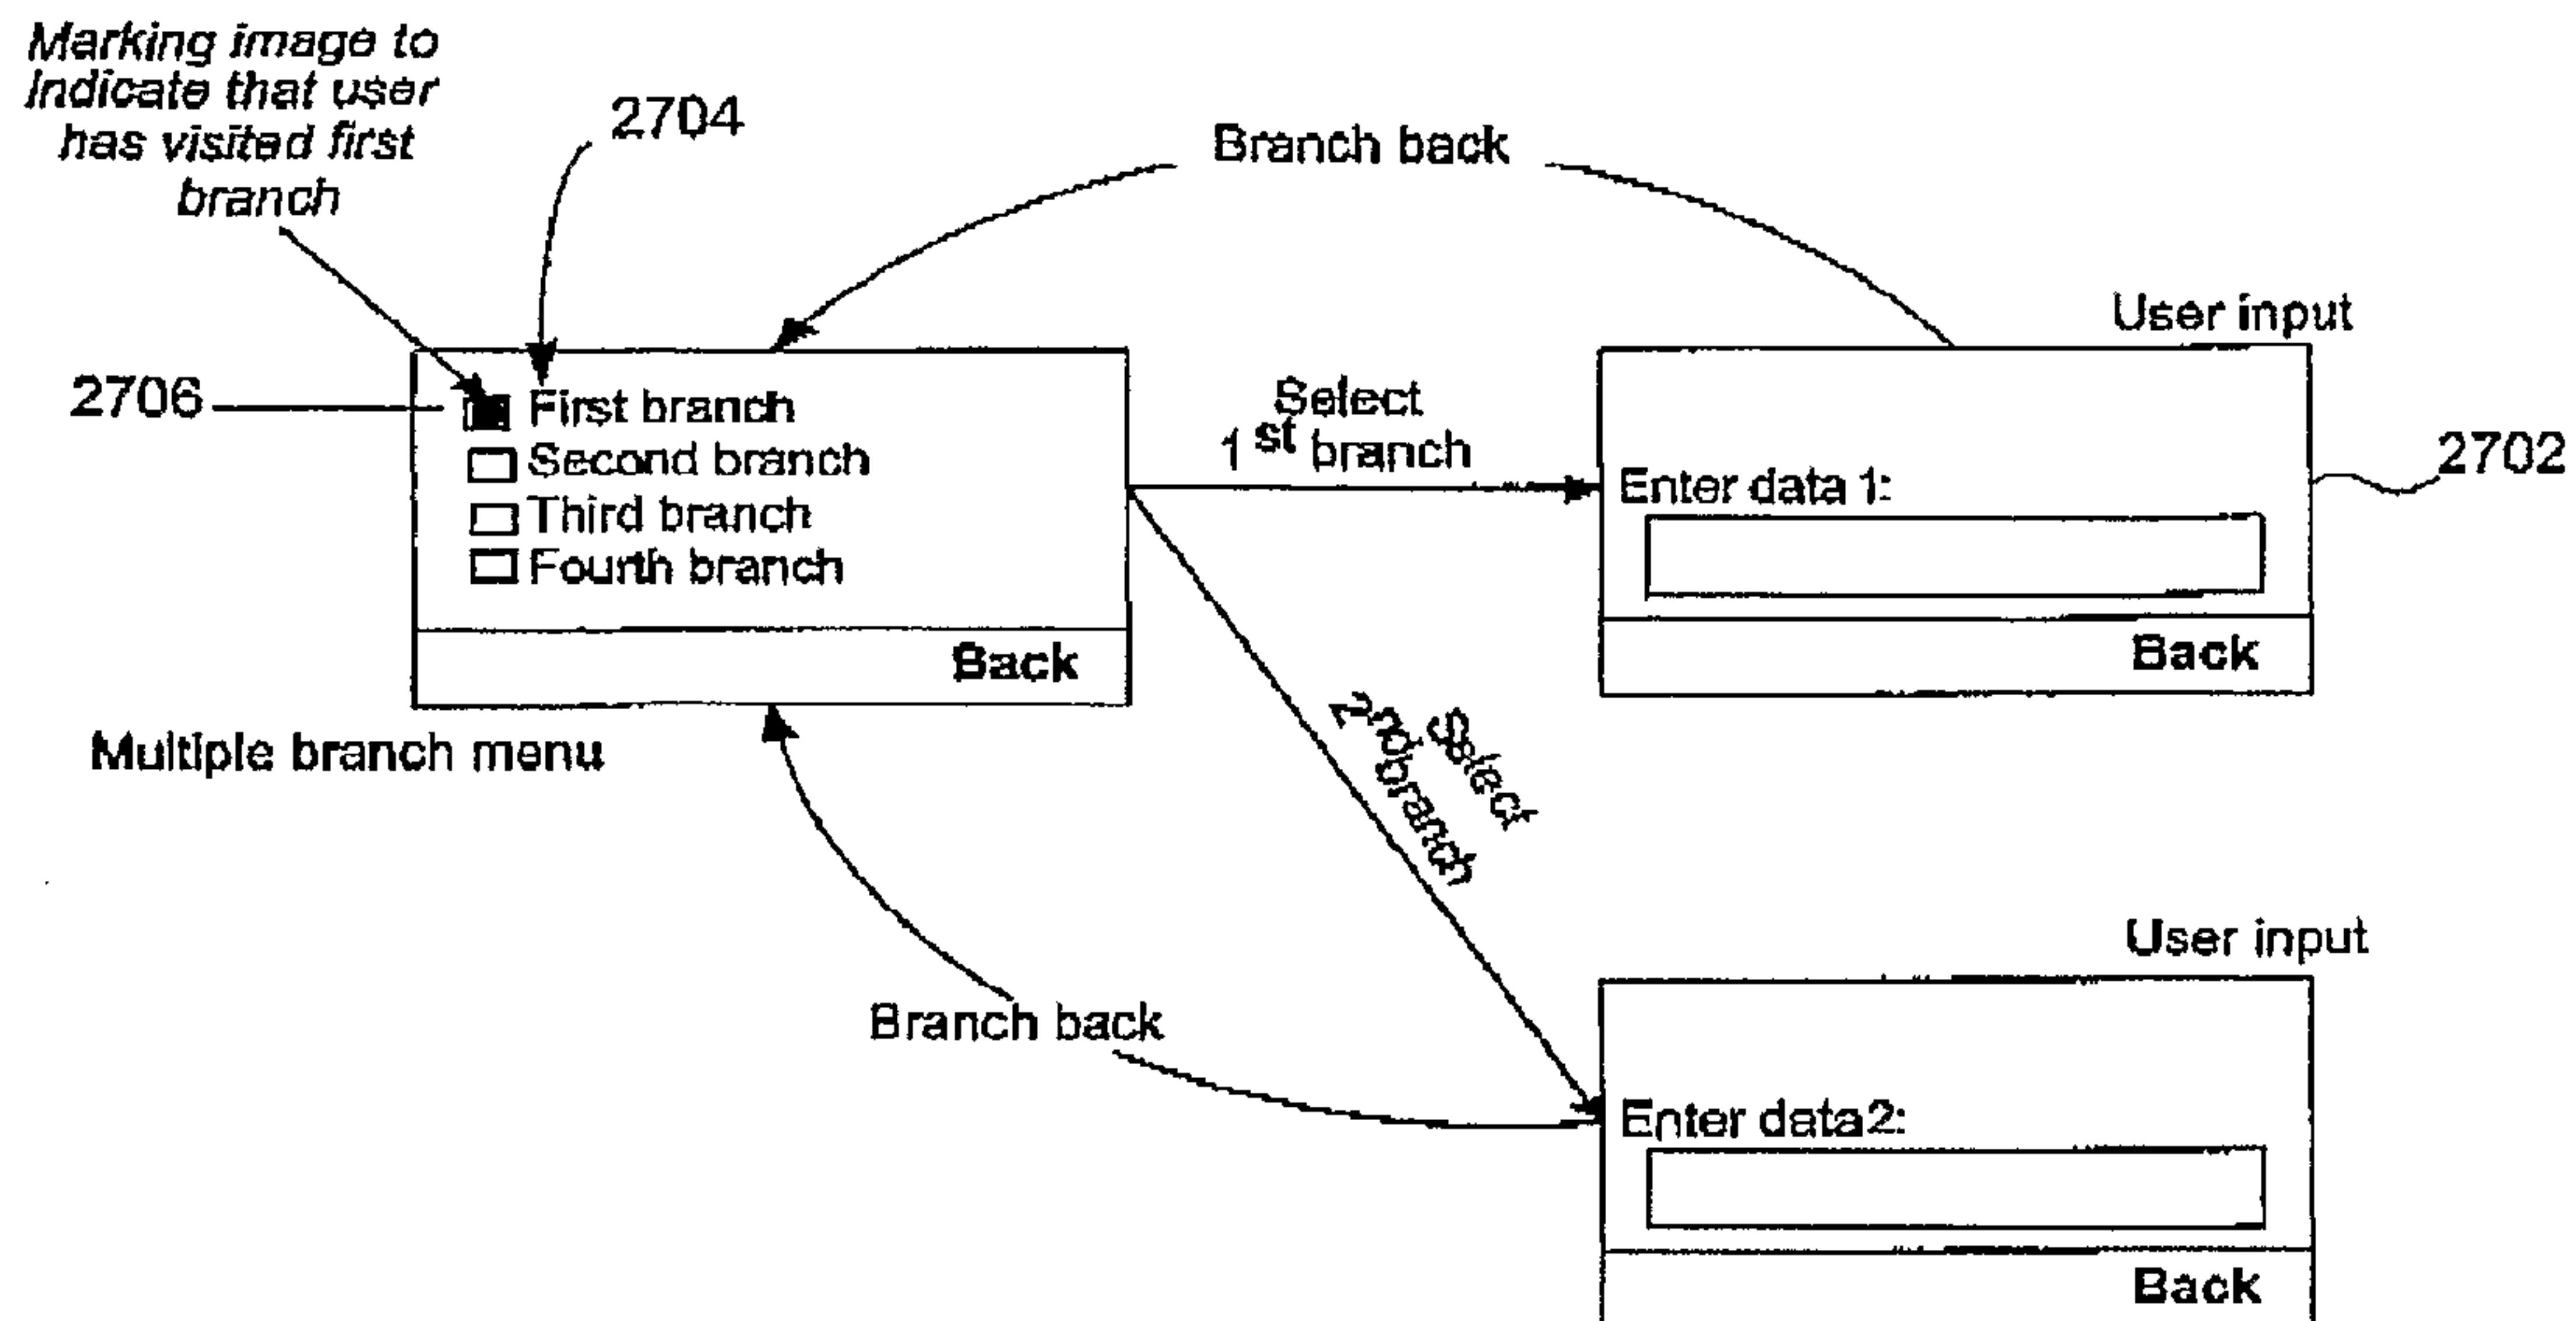 Marking image to
indicate that user
has visited first
branch
2704
Branch back
User input
2706
First branch
Second branch
Third branch
Fourth branch
Back
Multiple branch menu
Select
1st branch
Enter data 1:
2702
Back
Select
2nd branch
Branch back
User input
Enter data2:
Back